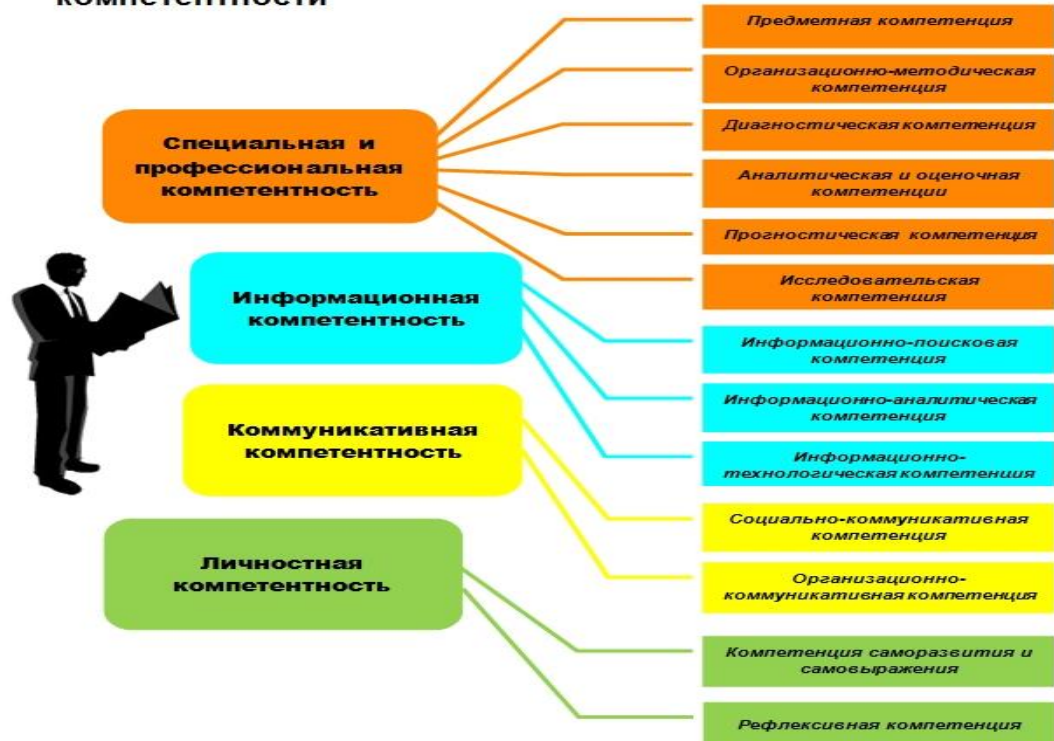 компетентности
Предметная компетенция
Организационно-методическая
компетенция
Диагностическая компетенция
Специальная и
профессиональная
компетентность
Аналитическая и оценочная
компетенции
Прогностическая компетенция
Исследовательская
компетенция
Информационная
компетентность
Информационно-поисковая
компетенция
Информационно-аналитическая
компетенция
Информационно-
технологическая компетенция
Коммуникативная
компетентность
Социально-коммуникативная
компетенция
Организационно-
коммуникативная компетенция
Личностная
компетентность
Компетенция саморазвития и
самовыражения
Рефлексивная компетенция